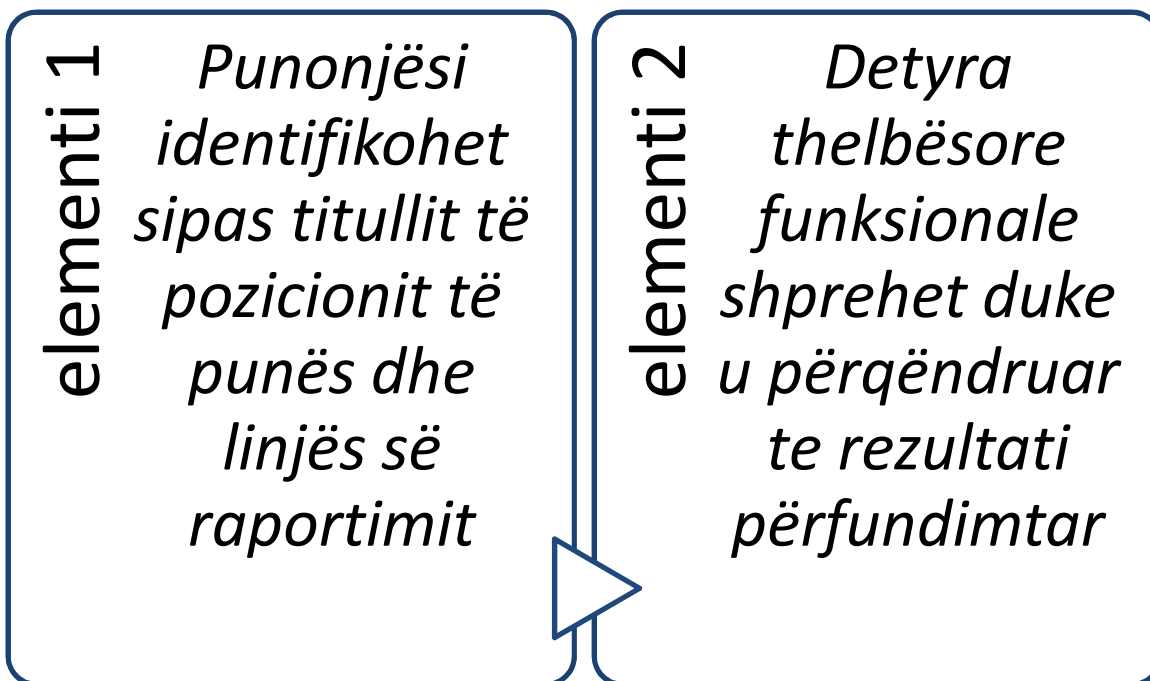 elementi 1
Punonjësi
identifikohet
sipas titullit të
pozicionit të
punës dhe
linjës së
raportimit
elementi 2
Detyra
thelbësore
funksionale
shprehet duke
u përqëndruar
te rezultati
përfundimtar